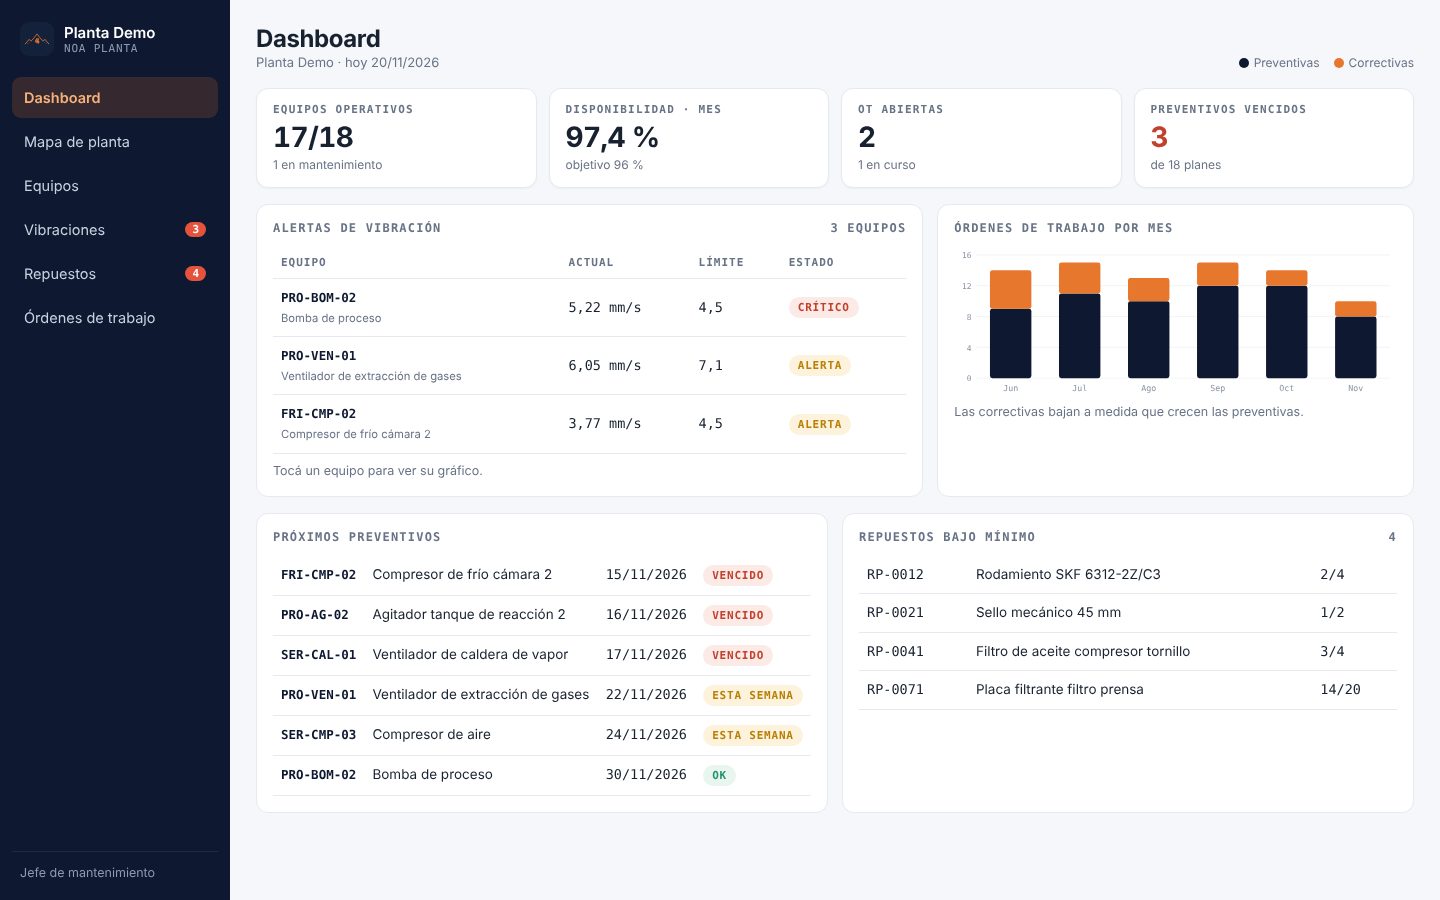 Planta Demo
NOA PLANTA
Dashboard
Mapa de planta
Equipos
Vibraciones 3
Repuestos 4
Órdenes de trabajo
Jefe de mantenimiento
Dashboard
Planta Demo · hoy 20/11/2026
Preventivas Correctivas
EQUIPOS OPERATIVOS
17/18
1 en mantenimiento
DISPONIBILIDAD · MES
97,4 %
objetivo 96 %
OT ABIERTAS
2
1 en curso
PREVENTIVOS VENCIDOS
3
de 18 planes
ALERTAS DE VIBRACIÓN 3 EQUIPOS
EQUIPO ACTUAL LÍMITE ESTADO
PRO-BOM-02
Bomba de proceso
5,22 mm/s 4,5 CRÍTICO
PRO-VEN-01
Ventilador de extracción de gases
6,05 mm/s 7,1 ALERTA
FRI-CMP-02
Compresor de frío cámara 2
3,77 mm/s 4,5 ALERTA
Tocá un equipo para ver su gráfico.
ÓRDENES DE TRABAJO POR MES
16
12
8
4
0
Jun Jul Ago Sep Oct Nov
Las correctivas bajan a medida que crecen las preventivas.
PRÓXIMOS PREVENTIVOS
FRI-CMP-02 Compresor de frío cámara 2 15/11/2026 VENCIDO
PRO-AG-02 Agitador tanque de reacción 2 16/11/2026 VENCIDO
SER-CAL-01 Ventilador de caldera de vapor 17/11/2026 VENCIDO
PRO-VEN-01 Ventilador de extracción de gases 22/11/2026 ESTA SEMANA
SER-CMP-03 Compresor de aire 24/11/2026 ESTA SEMANA
PRO-BOM-02 Bomba de proceso 30/11/2026 OK
REPUESTOS BAJO MÍNIMO 4
RP-0012 Rodamiento SKF 6312-2Z/C3 2/4
RP-0021 Sello mecánico 45 mm 1/2
RP-0041 Filtro de aceite compresor tornillo 3/4
RP-0071 Placa filtrante filtro prensa 14/20